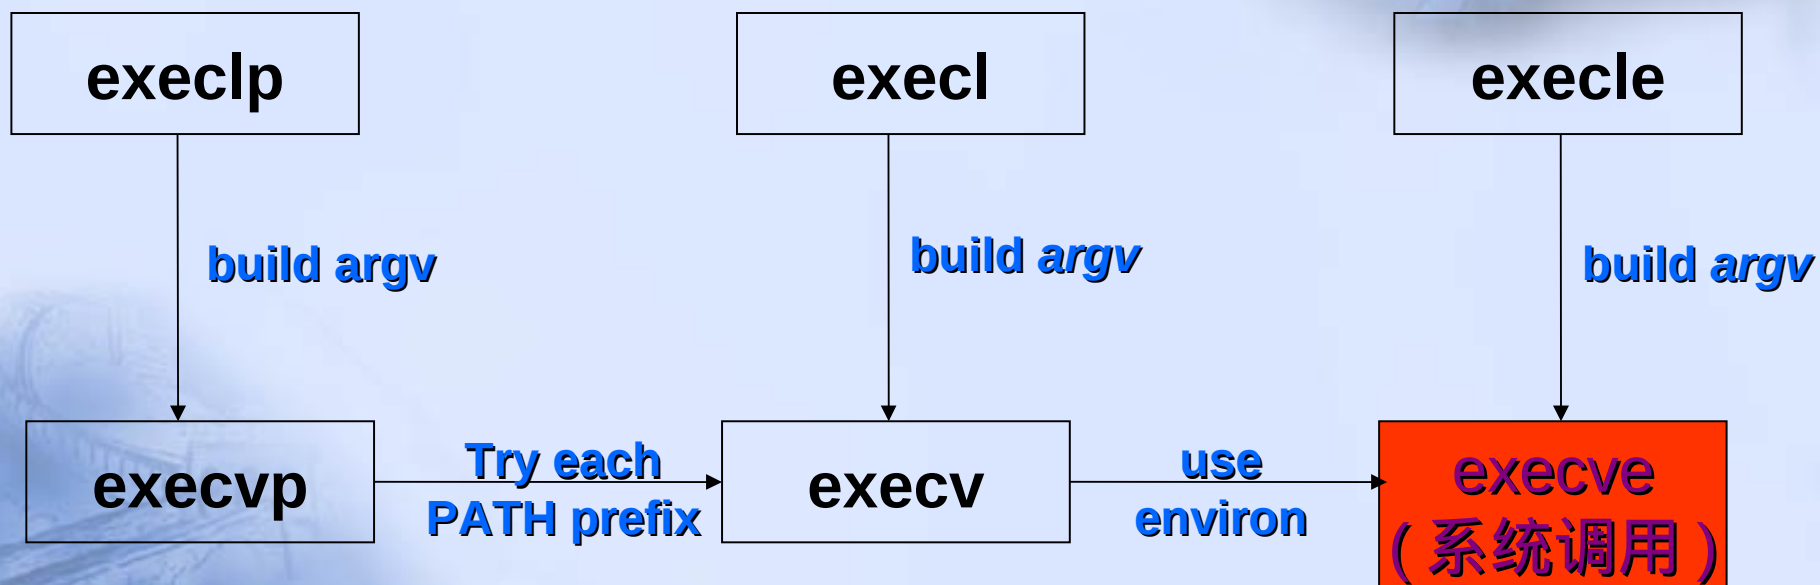 execlp
execl
execle
build argv
build argv
build argv
execvp
Try each
PATH prefix
execv
use
environ
execve
(系统调用)